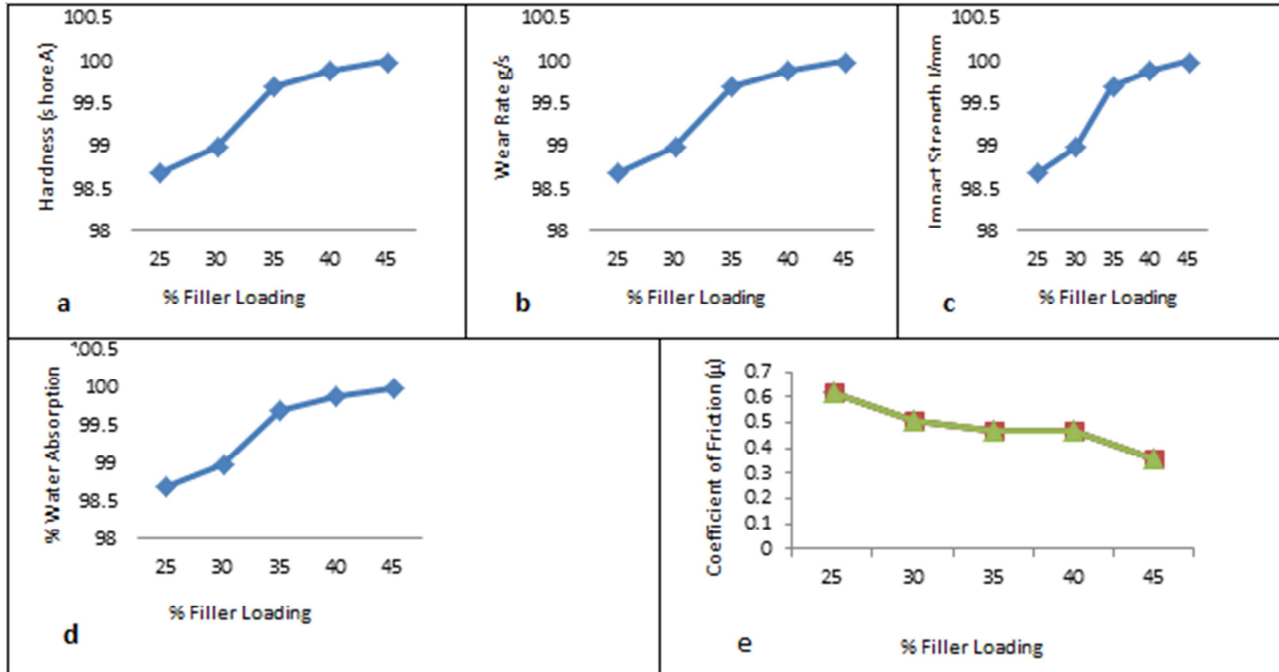 100.5
100
99.5
99
98.5
98
Hardness (shore A)
25 30 35 40 45
% Filler Loading
a
100.5
100
99.5
99
98.5
98
Wear Rate g/s
25 30 35 40 45
% Filler Loading
b
100.5
100
99.5
99
98.5
98
Impact Strength J/mm
25 30 35 40 45
% Filler Loading
c
100.5
100
99.5
99
98.5
98
% Water Absorption
25 30 35 40 45
% Filler Loading
d
0.7
0.6
0.5
0.4
0.3
0.2
0.1
0
Coefficient of Friction (μ)
25 30 35 40 45
% Filler Loading
e